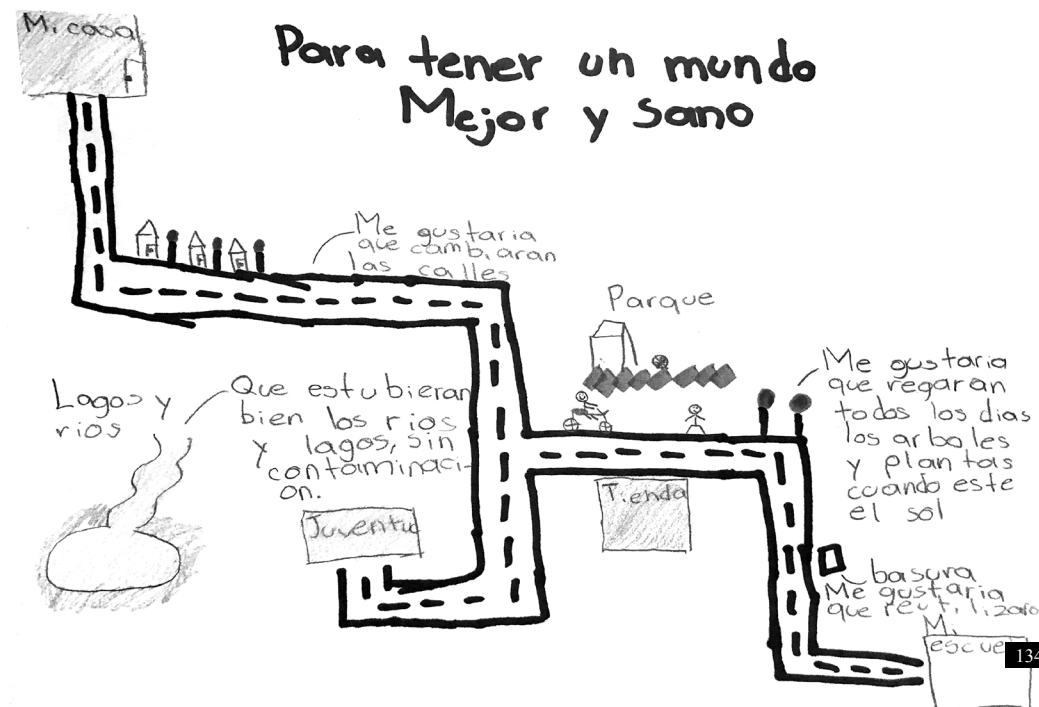 Mi casa
Para tener un mundo
Mejor y sano
Me gustaria
que cambiaran
las calles
Parque
Lagos y
rios
Que estubieran
bien los rios
y lagos, sin
contaminaci-
on.
Me gustaria
que regaran
todos los dias
los arboles
y plantas
cuando este
el sol
Juventud
Tienda
basura
Me gustaria
que reutilizaran
Mi
escuela
134